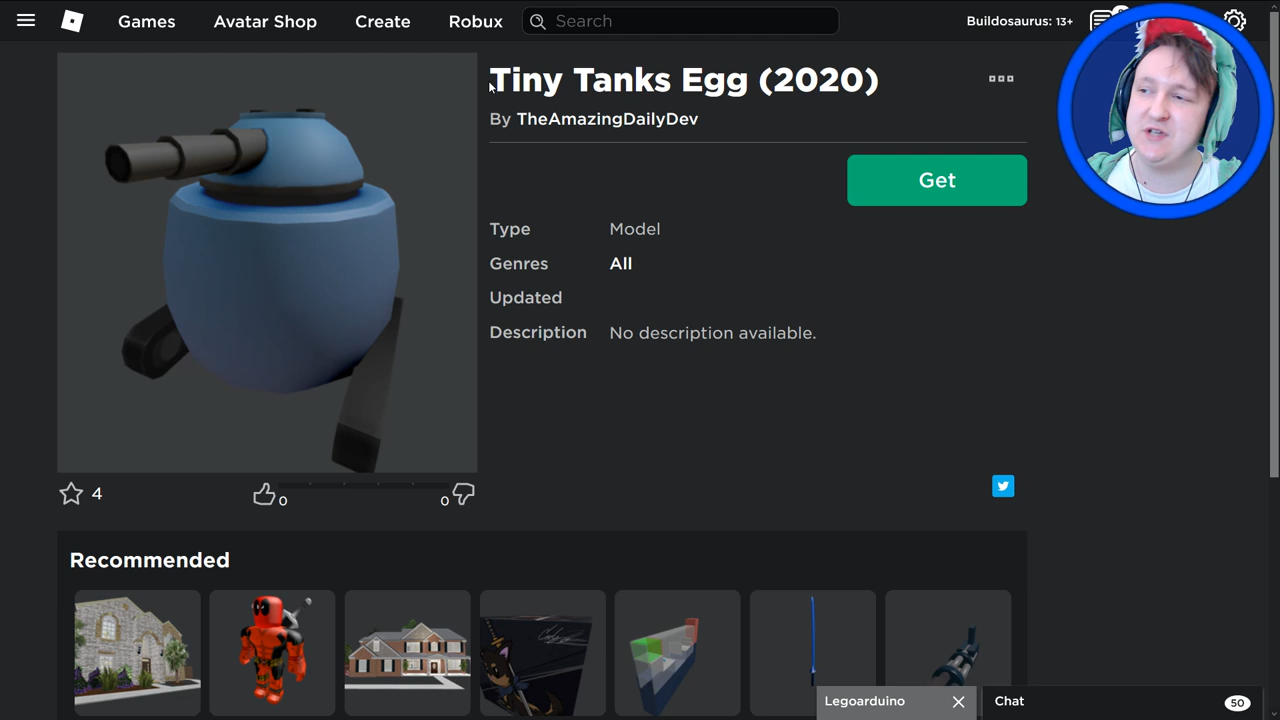 Games
Avatar Shop
Create
Robux
Search
Buildosaurus: 13+
Tiny Tanks Egg (2020)
By TheAmazingDailyDev
Get
Type
Model
Genres
All
Updated
Description
No description available.
4
0
0
Recommended
Legoarduino
Chat
50